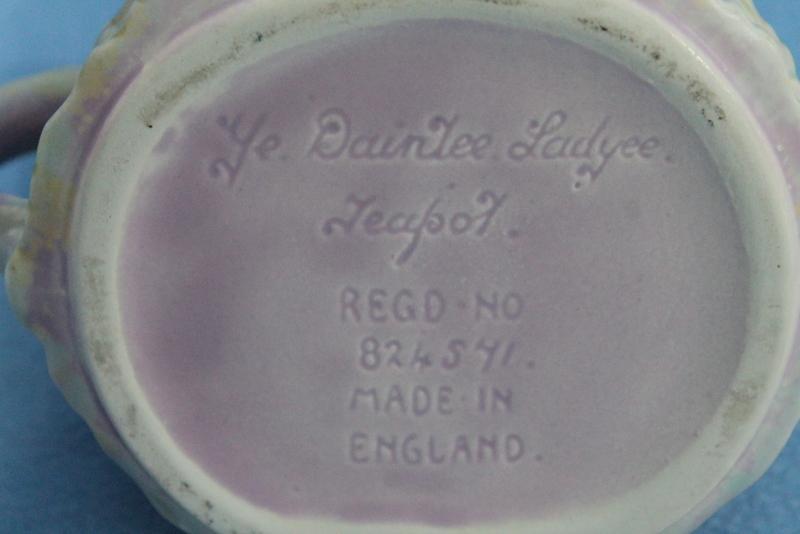 Ye. Daintee. Ladyee.
Teapot.
REGD·NO
824571.
MADE·IN
ENGLAND.